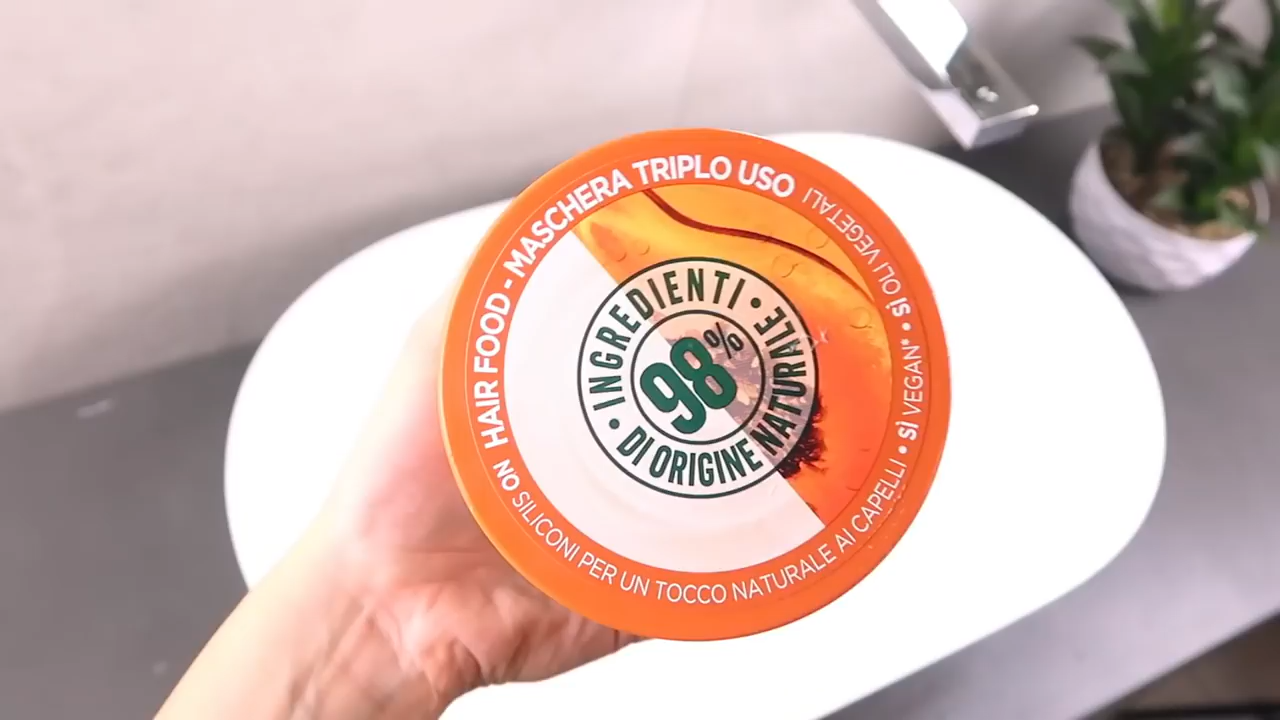 HAIR FOOD - MASCHERA TRIPLO USO
NO SILICONI PER UN TOCCO NATURALE AI CAPELLI • SÌ VEGAN* • SÌ OLI VEGETALI
• INGREDIENTI • DI ORIGINE NATURALE
98%